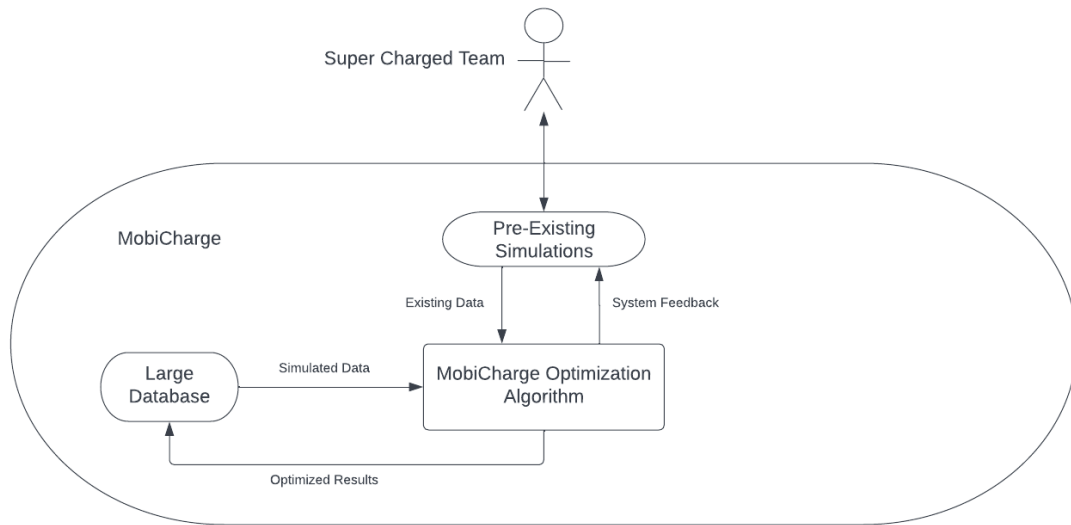 Super Charged Team
MobiCharge
Pre-Existing
Simulations
Existing Data
System Feedback
Large
Database
Simulated Data
MobiCharge Optimization
Algorithm
Optimized Results